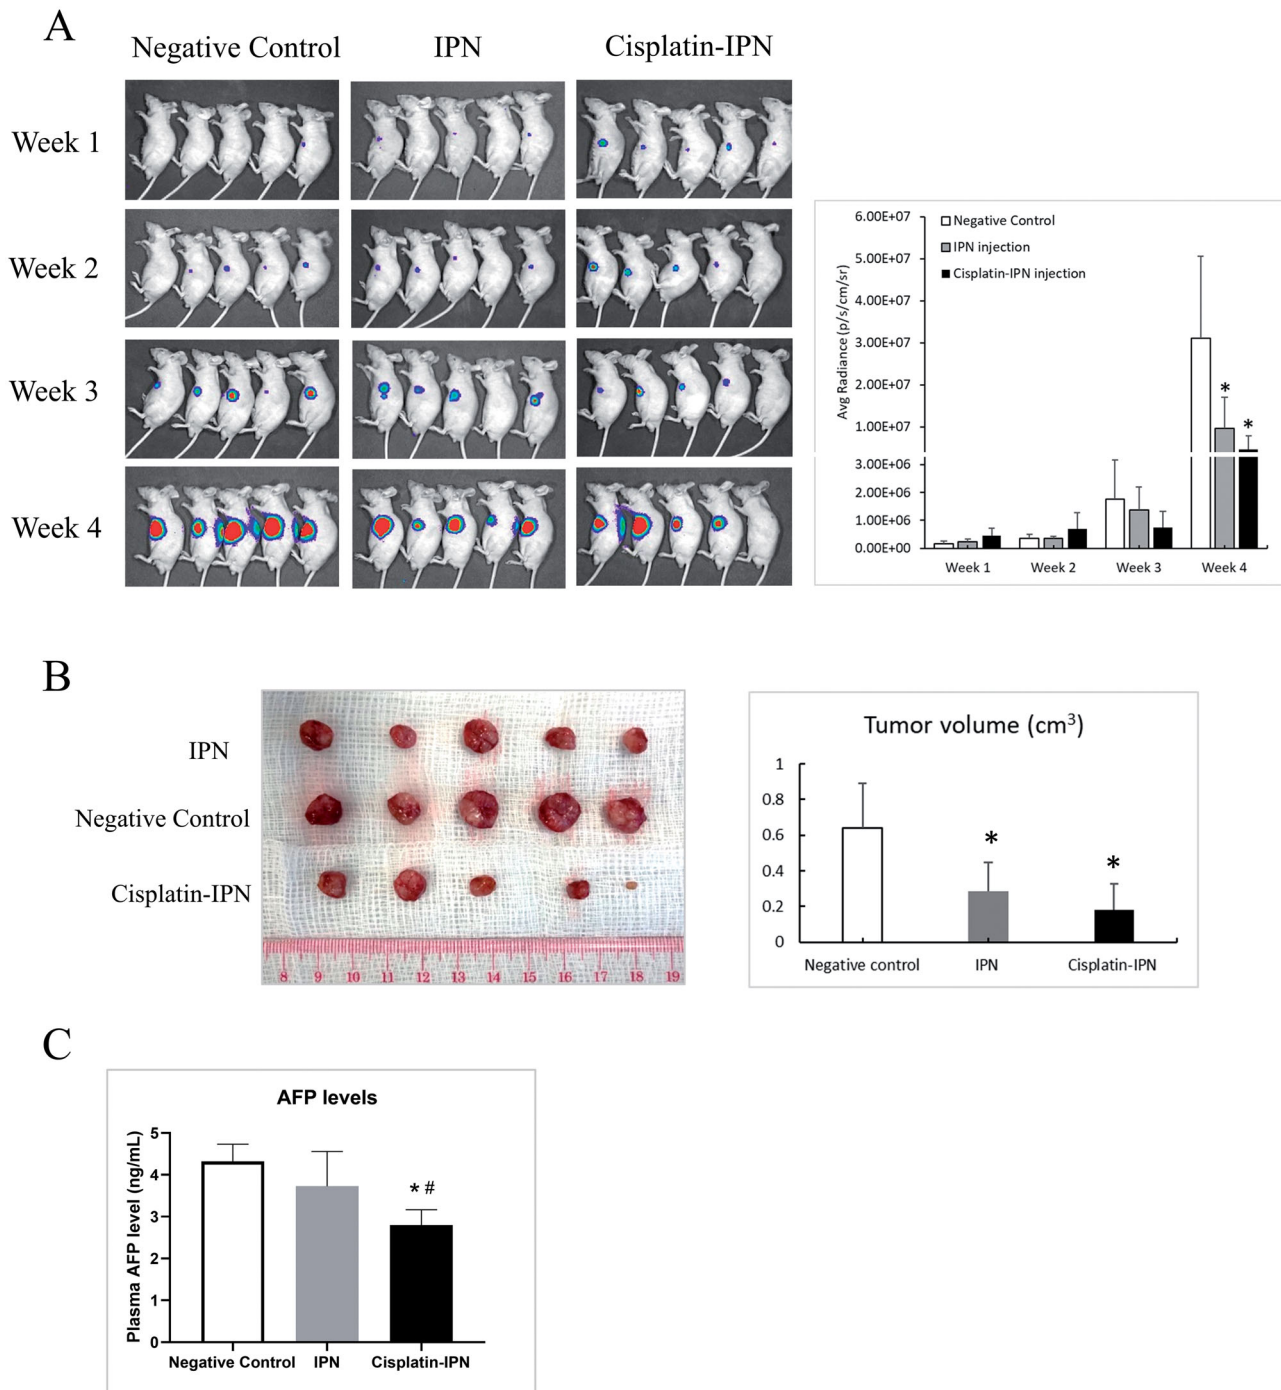 A
Negative Control IPN Cisplatin-IPN
Week 1
Week 2
Week 3
Week 4
6.00E+07
5.00E+07
4.00E+07
3.00E+07
2.00E+07
1.00E+07
3.00E+06
2.00E+06
1.00E+06
0.00E+00
Avg Radiance (p/s/cm/sr)
Negative Control
IPN injection
Cisplatin-IPN injection
*
*
Week 1 Week 2 Week 3 Week 4
B
IPN
Negative Control
Cisplatin-IPN
8 9 10 11 12 13 14 15 16 17 18 19
Tumor volume (cm³)
1
0.8
0.6
0.4
0.2
0
*
*
Negative control IPN Cisplatin-IPN
C
AFP levels
Plasma AFP level (ng/mL)
5
4
3
2
1
0
* #
Negative Control IPN Cisplatin-IPN